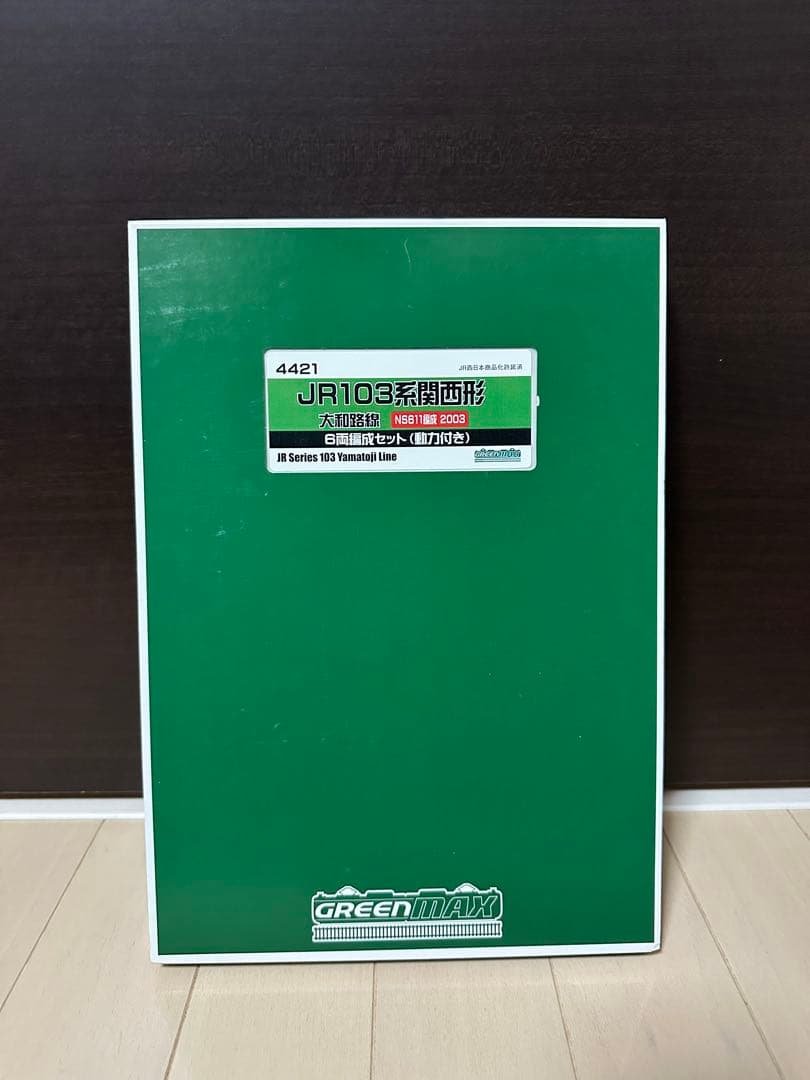 4421
JR西日本商品化許諾済
JR103系関西形
大和路線 NS611編成 2003
6両編成セット(動力付き)
JR Series 103 Yamatoji Line
GREENMAX
GREENMAX